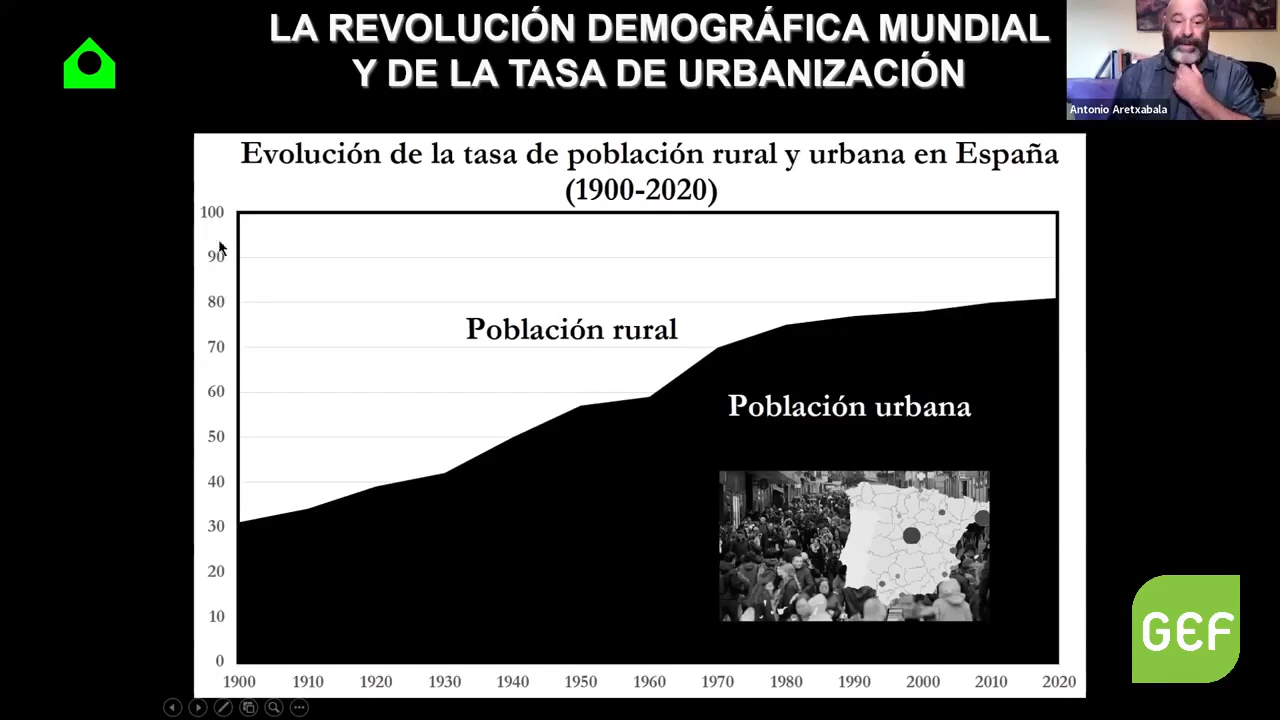 LA REVOLUCIÓN DEMOGRÁFICA MUNDIAL
Y DE LA TASA DE URBANIZACIÓN
Antonio Aretxabala
Evolución de la tasa de población rural y urbana en España
(1900-2020)
100
90
80
Población rural
70
60
Población urbana
50
40
30
20
10
0
1900 1910 1920 1930 1940 1950 1960 1970 1980 1990 2000 2010 2020
GEF